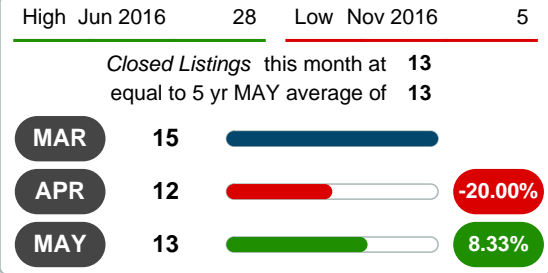 High Jun 2016 28 Low Nov 2016 5
Closed Listings this month at 13
equal to 5 yr MAY average of 13
MAR 15
APR 12 -20.00%
MAY 13 8.33%